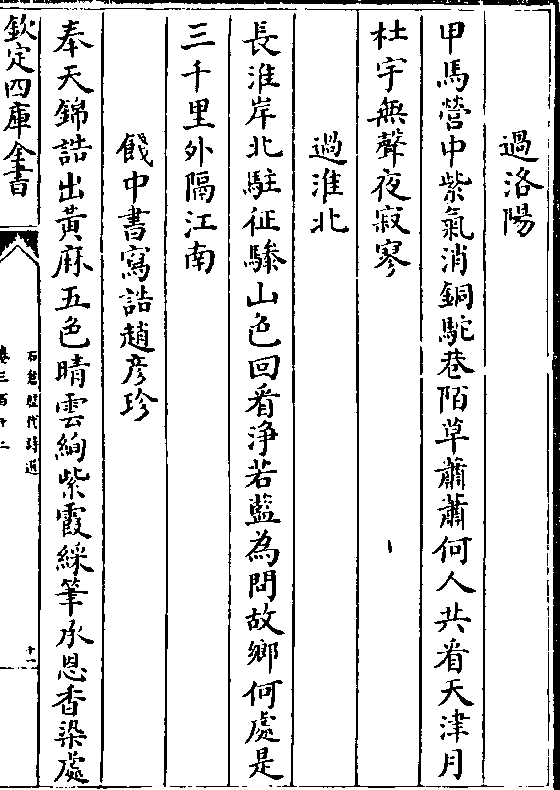 過洛陽
甲馬營中紫氣消銅駝巷陌草蕭蕭何人共看天津月
杜宇無聲夜寂寥
過淮北
長淮岸北駐征驂山色回看淨若藍為問故鄉何處是
三千里外隔江南
餞中書寫誥趙彦珍
奉天錦誥出黃麻五色晴雲絢紫霞綵筆承恩香染處
欽定四庫全書
石倉歷代詩選
卷三百十二
十一